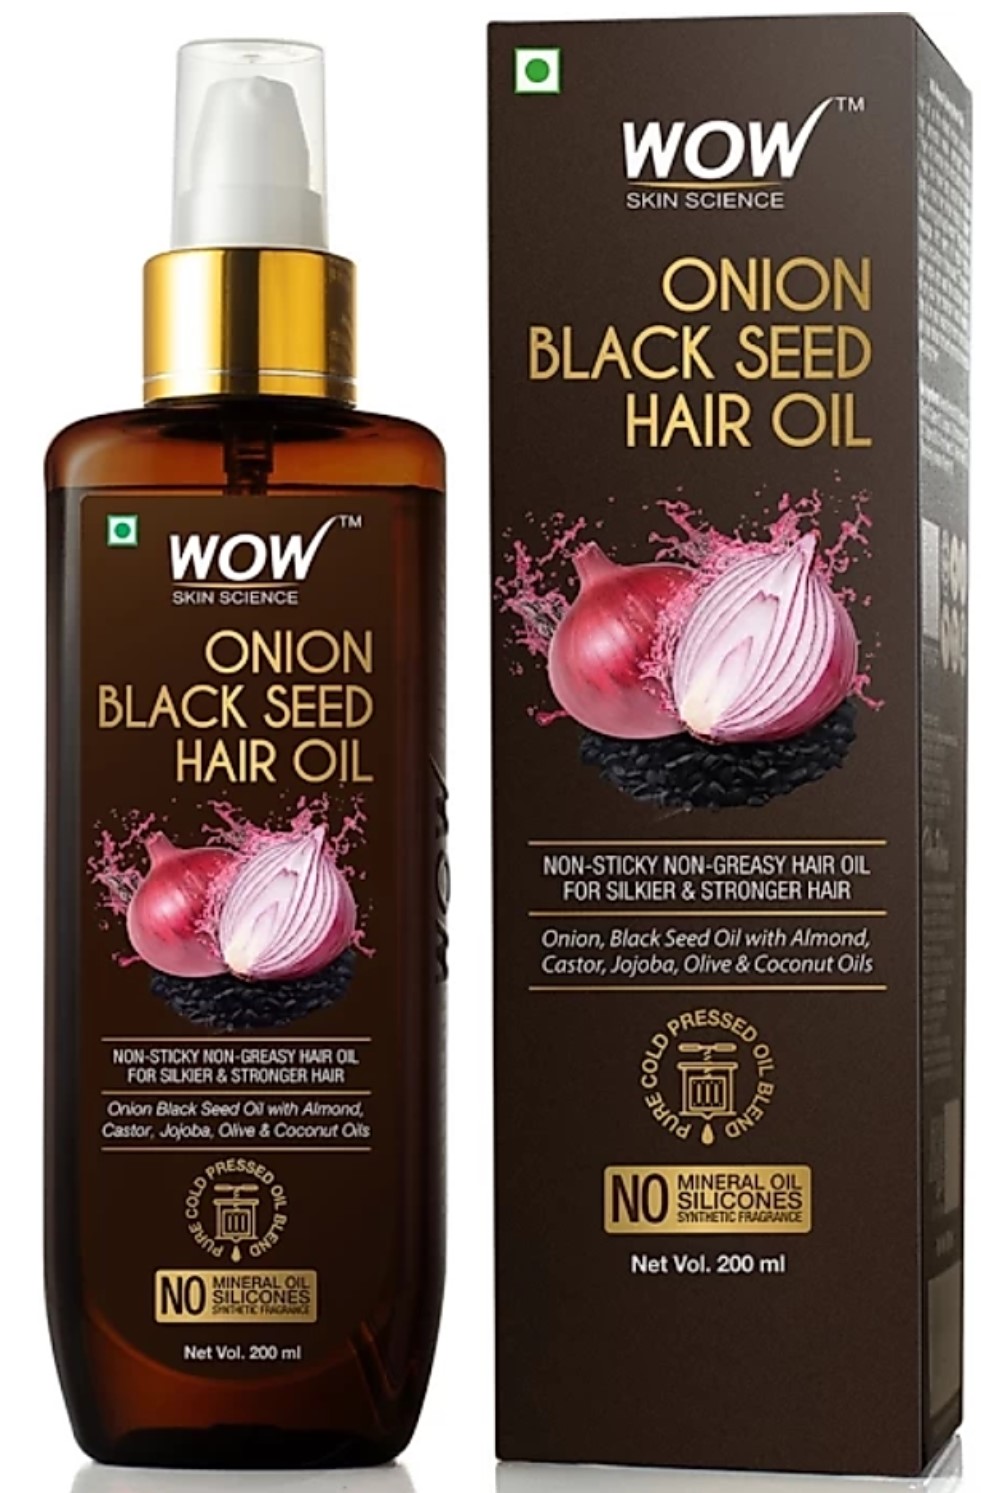 WOW
TM
SKIN SCIENCE
ONION
BLACK SEED
HAIR OIL
NON-STICKY NON-GREASY HAIR OIL
FOR SILKIER & STRONGER HAIR
Onion Black Seed Oil with Almond,
Castor, Jojoba, Olive & Coconut Oils
PURE COLD PRESSED OIL BLEND
NO MINERAL OIL
SILICONES
SYNTHETIC FRAGRANCE
Net Vol. 200 ml
WOW
WOW
TM
SKIN SCIENCE
ONION
BLACK SEED
HAIR OIL
NON-STICKY NON-GREASY HAIR OIL
FOR SILKIER & STRONGER HAIR
Onion, Black Seed Oil with Almond,
Castor, Jojoba, Olive & Coconut Oils
PURE COLD PRESSED OIL BLEND
NO MINERAL OIL
SILICONES
SYNTHETIC FRAGRANCE
Net Vol. 200 ml